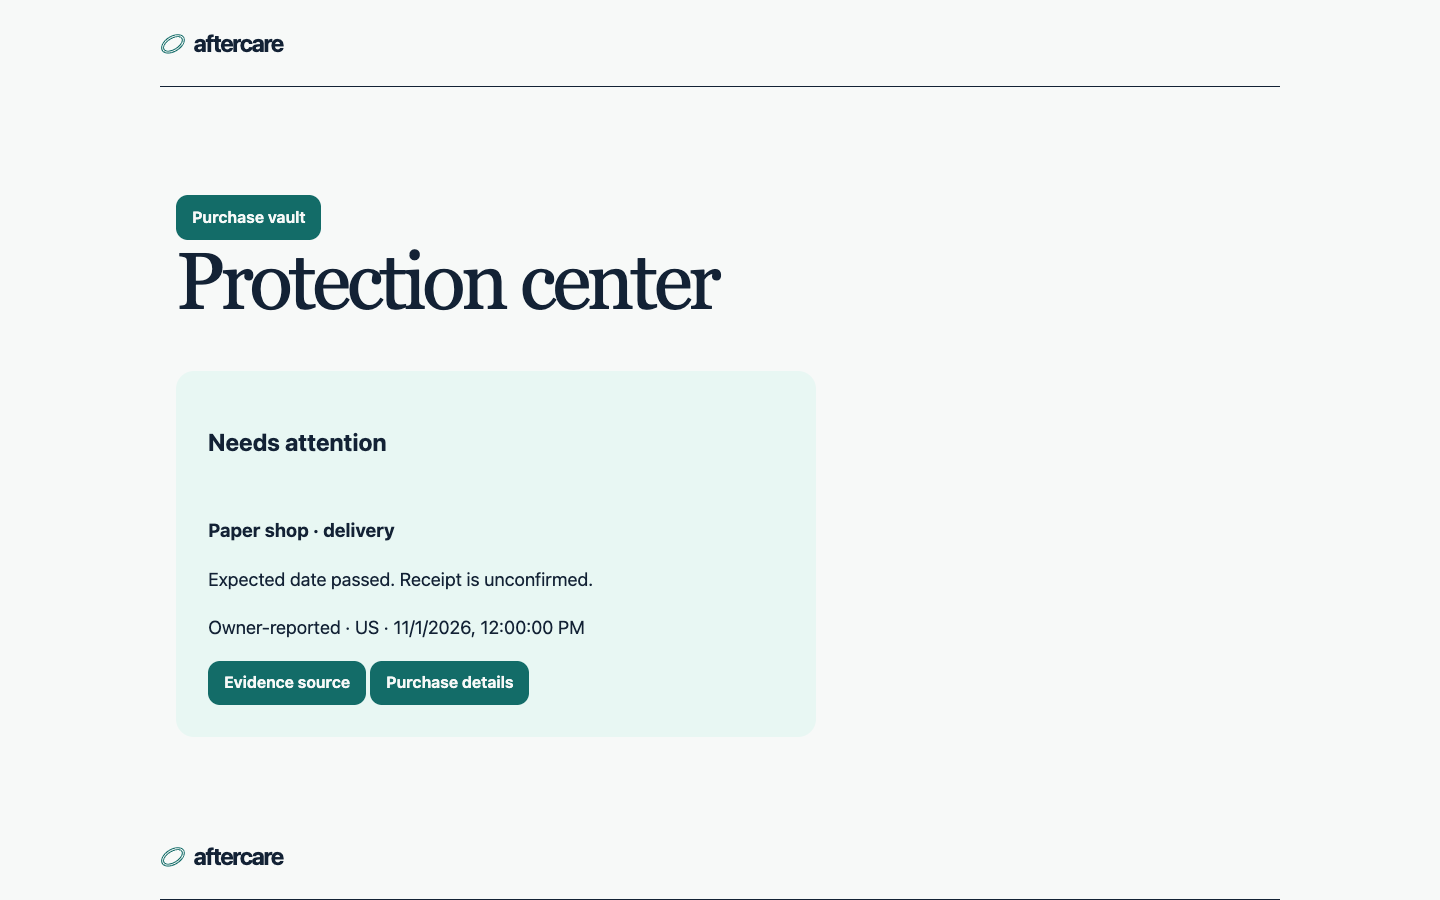 aftercare
Purchase vault
Protection center
Needs attention
Paper shop · delivery
Expected date passed. Receipt is unconfirmed.
Owner-reported · US · 11/1/2026, 12:00:00 PM
Evidence source Purchase details
aftercare